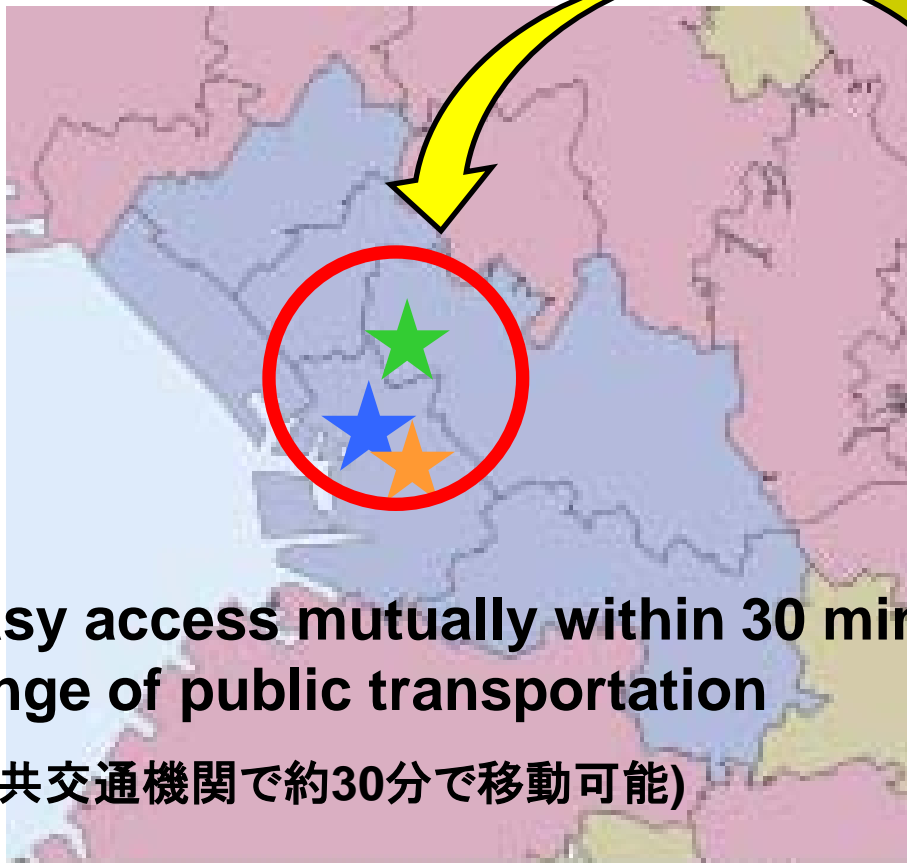 sy access mutually within 30 min
nge of public transportation
共交通機関で約30分で移動可能)